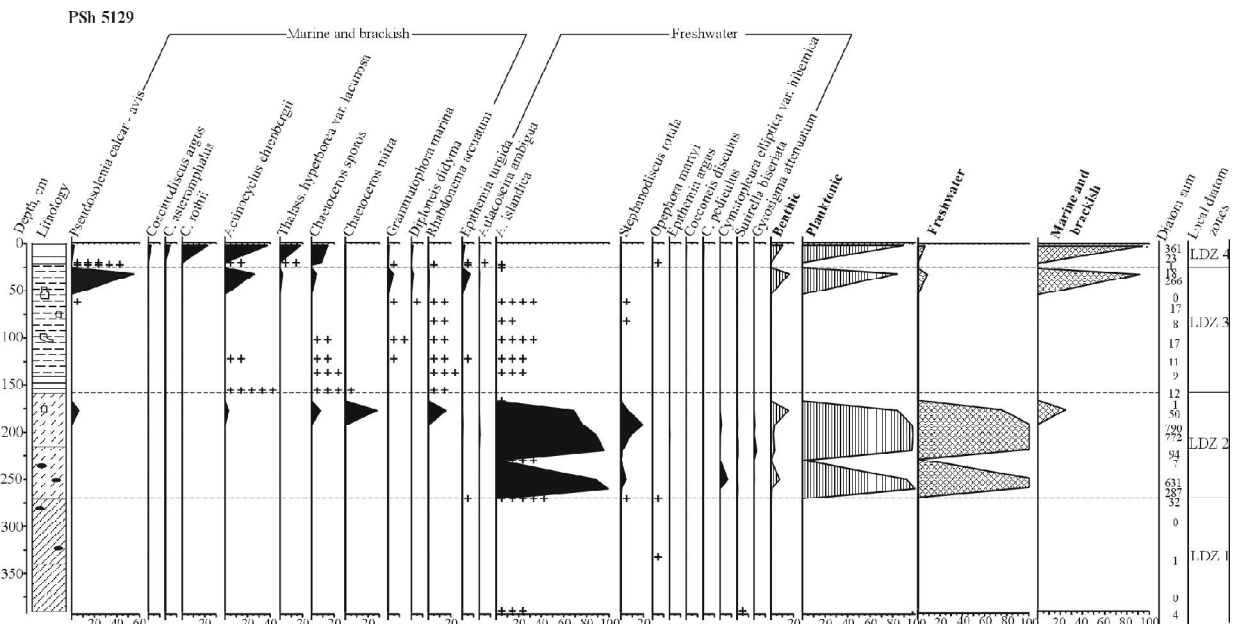 PSh 5129
Marine and brackish
Freshwater
Depth, cm
Lithology
Pseudosolenia calcar - avis
Coscinodiscus argus
C. asteromphalus
C. rothii
Actinocyclus ehrenbergii
Thalass. hyperborea var. lacunosa
Chaetoceros sporos
Chaetoceros mitra
Grammatophora marina
Diploneis didyma
Rhabdonema arcuatum
Epithemia turgida
Aulacoseira ambigua
A. islandica
Stephanodiscus rotula
Opephora martyi
Epithemia argus
Cocconeis disculus
C. pediculus
Cymatopleura elliptica var. hibernica
Surirella biseriata
Gyrosigma attenuatum
Benthic
Planktonic
Freshwater
Marine and
brackish
Diatom sum
Local diatom
zones
0
50
100
150
200
250
300
350
361
23
18
266
0
17
8
17
11
2
12
1
50
790
772
94
7
631
287
32
0
1
0
4
LDZ 4
LDZ 3
LDZ 2
LDZ 1
20 40 60
20
20
20
20
20
20
20
20 40 60 80 100
20
20
20 40 60 80 100
20 40 60 80 100
20 40 60 80 100